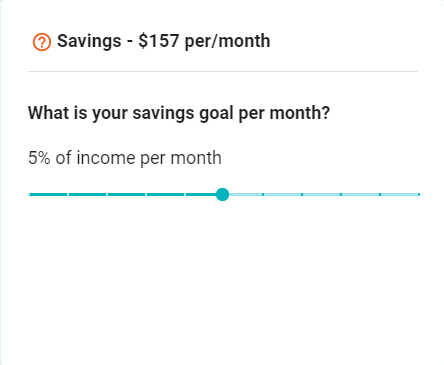 Savings - $157 per/month
What is your savings goal per month?
5% of income per month